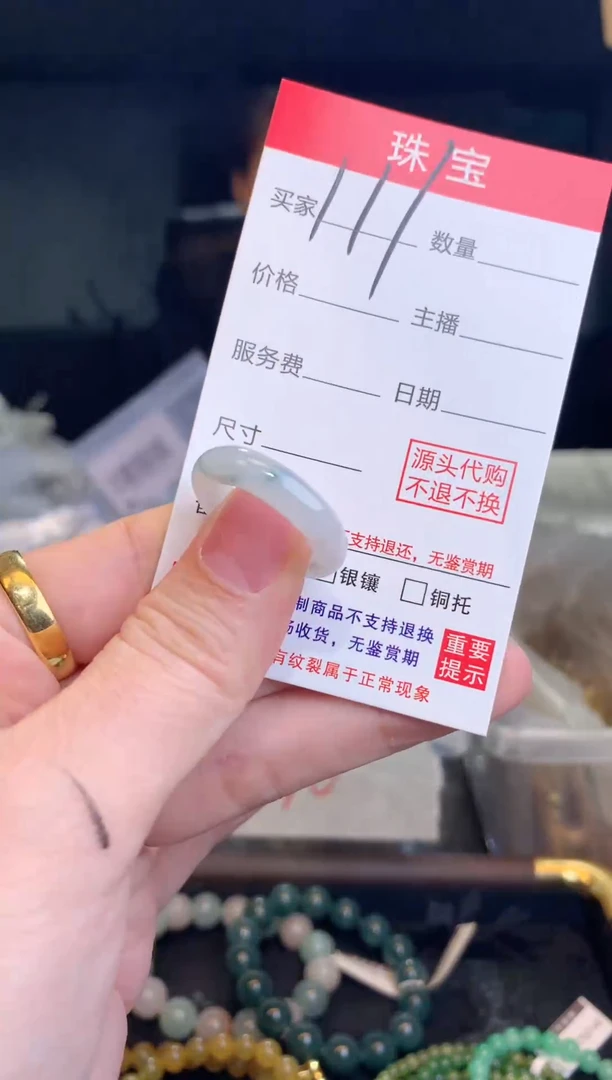 珠宝
111
买家 数量
价格 主播
服务费 日期
尺寸
源头代购
不退不换
支持退还，无鉴赏期
银镶 铜托
制商品不支持退换
收货，无鉴赏期
重要
提示
有纹裂属于正常现象